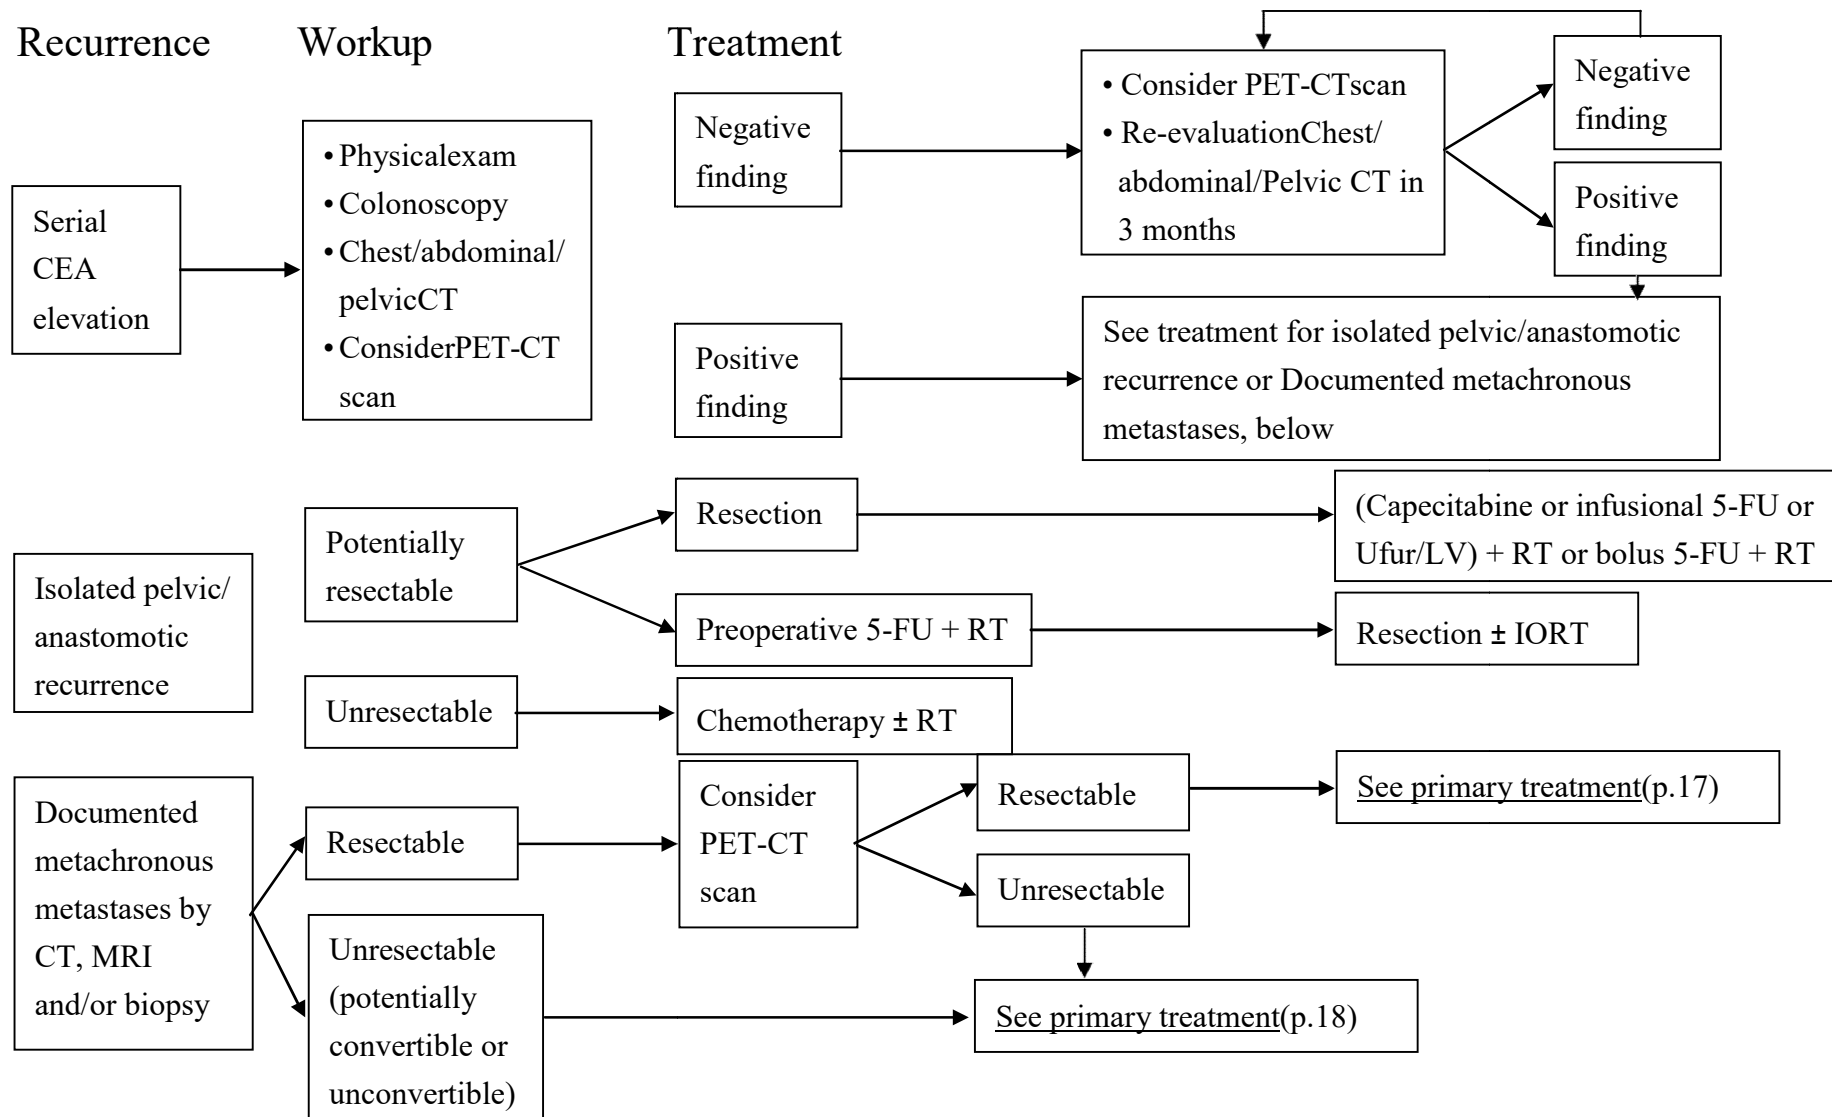 Recurrence
Workup
Treatment
Serial
CEA
elevation
• Physicalexam
• Colonoscopy
• Chest/abdominal/
pelvicCT
• ConsiderPET-CT
scan
Negative
finding
• Consider PET-CTscan
• Re-evaluationChest/
abdominal/Pelvic CT in
3 months
Negative
finding
Positive
finding
Positive
finding
See treatment for isolated pelvic/anastomotic
recurrence or Documented metachronous
metastases, below
Isolated pelvic/
anastomotic
recurrence
Potentially
resectable
Resection
(Capecitabine or infusional 5-FU or
Ufur/LV) + RT or bolus 5-FU + RT
Preoperative 5-FU + RT
Resection ± IORT
Unresectable
Chemotherapy ± RT
Documented
metachronous
metastases by
CT, MRI
and/or biopsy
Resectable
Consider
PET-CT
scan
Resectable
See primary treatment(p.17)
Unresectable
Unresectable
(potentially
convertible or
unconvertible)
See primary treatment(p.18)